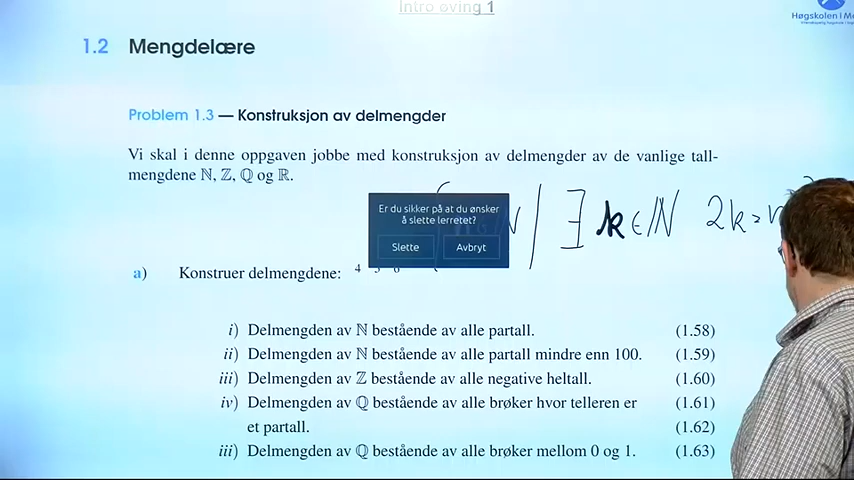 Intro øving 1
Høgskolen i
1.2 Mengdelære
Problem 1.3 — Konstruksjon av delmengder
Vi skal i denne oppgaven jobbe med konstruksjon av delmengder av de vanlige tall-
mengdene ℕ, ℤ, ℚ og ℝ.
Er du sikker på at du ønsker
å slette lerretet?
Slette Avbryt
ℕ | ∃ k ∈ ℕ 2k = n
a) Konstruer delmengdene: 4 5 6
i) Delmengden av ℕ bestående av alle partall. (1.58)
ii) Delmengden av ℕ bestående av alle partall mindre enn 100. (1.59)
iii) Delmengden av ℤ bestående av alle negative heltall. (1.60)
iv) Delmengden av ℚ bestående av alle brøker hvor telleren er (1.61)
et partall. (1.62)
iii) Delmengden av ℚ bestående av alle brøker mellom 0 og 1. (1.63)